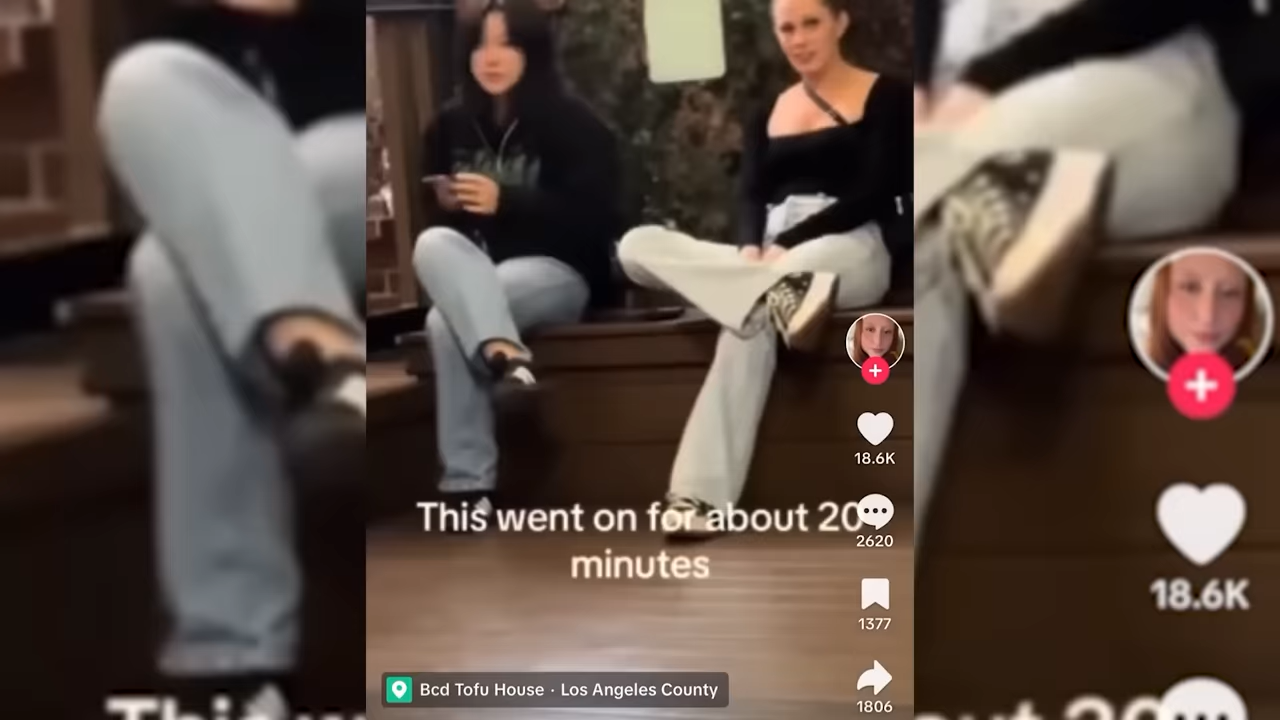 18.6K
This went on for about 20
minutes
2620
1377
Bcd Tofu House · Los Angeles County
1806
18.6K